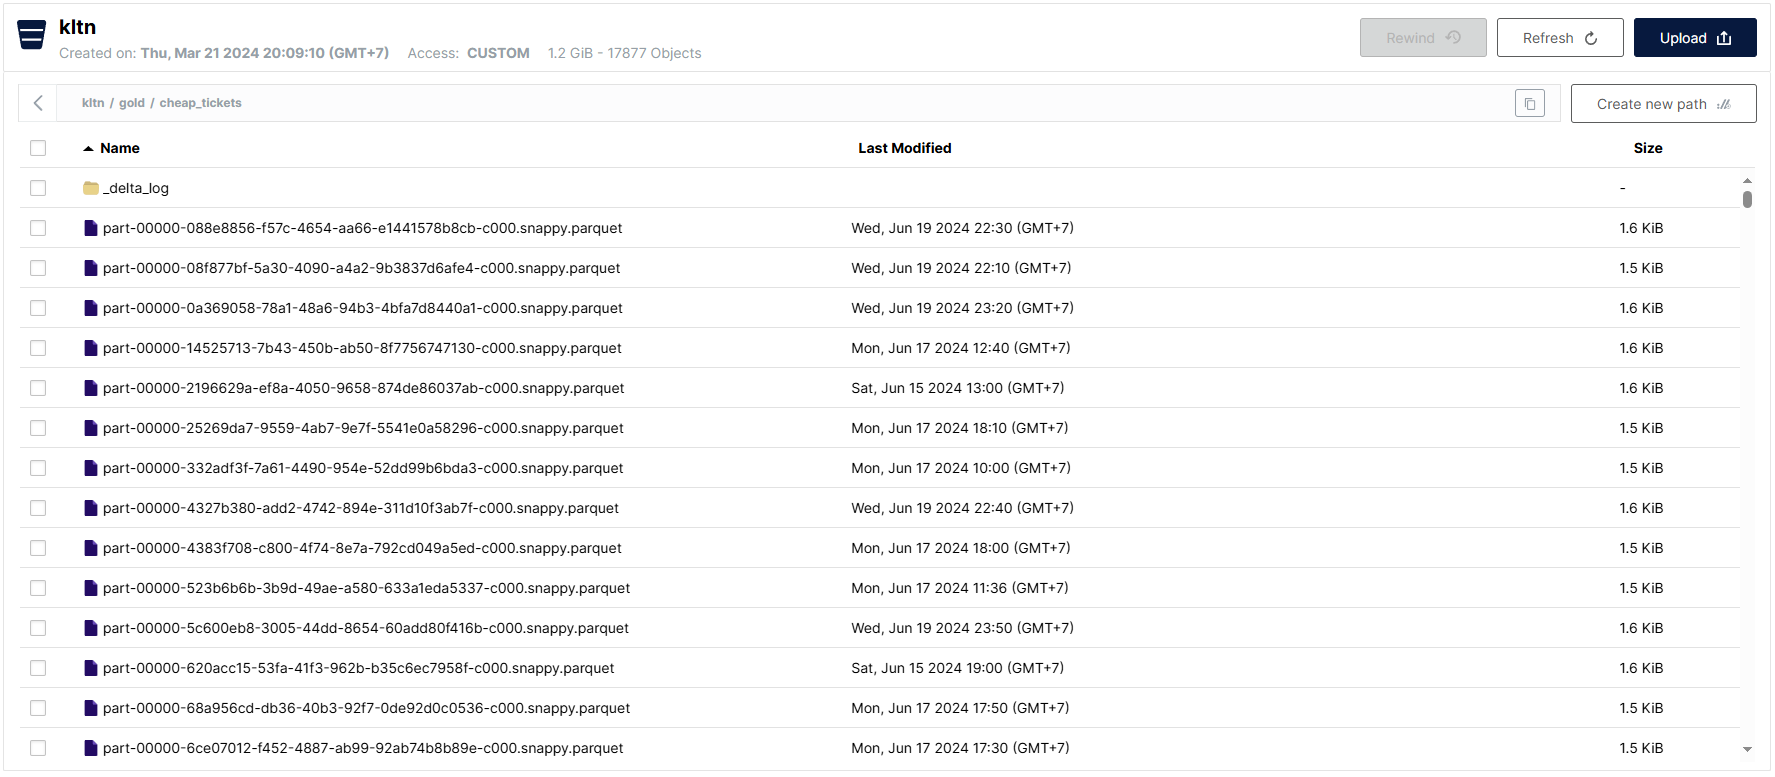 kltn
Created on: Thu, Mar 21 2024 20:09:10 (GMT+7) Access: CUSTOM 1.2 GiB - 17877 Objects
Rewind Refresh Upload
kltn / gold / cheap_tickets
Create new path
Name Last Modified Size
_delta_log -
part-00000-088e8856-f57c-4654-aa66-e1441578b8cb-c000.snappy.parquet Wed, Jun 19 2024 22:30 (GMT+7) 1.6 KiB
part-00000-08f877bf-5a30-4090-a4a2-9b3837d6afe4-c000.snappy.parquet Wed, Jun 19 2024 22:10 (GMT+7) 1.5 KiB
part-00000-0a369058-78a1-48a6-94b3-4bfa7d8440a1-c000.snappy.parquet Wed, Jun 19 2024 23:20 (GMT+7) 1.6 KiB
part-00000-14525713-7b43-450b-ab50-8f7756747130-c000.snappy.parquet Mon, Jun 17 2024 12:40 (GMT+7) 1.6 KiB
part-00000-2196629a-ef8a-4050-9658-874de86037ab-c000.snappy.parquet Sat, Jun 15 2024 13:00 (GMT+7) 1.6 KiB
part-00000-25269da7-9559-4ab7-9e7f-5541e0a58296-c000.snappy.parquet Mon, Jun 17 2024 18:10 (GMT+7) 1.5 KiB
part-00000-332adf3f-7a61-4490-954e-52dd99b6bda3-c000.snappy.parquet Mon, Jun 17 2024 10:00 (GMT+7) 1.5 KiB
part-00000-4327b380-add2-4742-894e-311d10f3ab7f-c000.snappy.parquet Wed, Jun 19 2024 22:40 (GMT+7) 1.6 KiB
part-00000-4383f708-c800-4f74-8e7a-792cd049a5ed-c000.snappy.parquet Mon, Jun 17 2024 18:00 (GMT+7) 1.5 KiB
part-00000-523b6b6b-3b9d-49ae-a580-633a1eda5337-c000.snappy.parquet Mon, Jun 17 2024 11:36 (GMT+7) 1.5 KiB
part-00000-5c600eb8-3005-44dd-8654-60add80f416b-c000.snappy.parquet Wed, Jun 19 2024 23:50 (GMT+7) 1.6 KiB
part-00000-620acc15-53fa-41f3-962b-b35c6ec7958f-c000.snappy.parquet Sat, Jun 15 2024 19:00 (GMT+7) 1.6 KiB
part-00000-68a956cd-db36-40b3-92f7-0de92d0c0536-c000.snappy.parquet Mon, Jun 17 2024 17:50 (GMT+7) 1.5 KiB
part-00000-6ce07012-f452-4887-ab99-92ab74b8b89e-c000.snappy.parquet Mon, Jun 17 2024 17:30 (GMT+7) 1.5 KiB